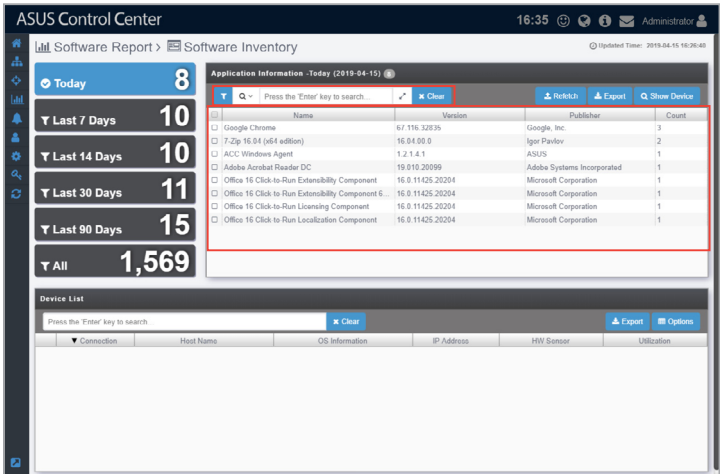 ASUS Control Center
16:35
Administrator
Software Report > Software Inventory
Updated Time: 2019-04-15 16:26:40
Today 8
Last 7 Days 10
Last 14 Days 10
Last 30 Days 11
Last 90 Days 15
All 1,569
Application Information -Today (2019-04-15) 8
Press the 'Enter' key to search... Clear Refetch Export Show Device
Name Version Publisher Count
Google Chrome 67.116.32835 Google, Inc. 3
7-Zip 16.04 (x64 edition) 16.04.00.0 Igor Pavlov 2
ACC Windows Agent 1.2.1.4.1 ASUS 1
Adobe Acrobat Reader DC 19.010.20099 Adobe Systems Incorporated 1
Office 16 Click-to-Run Extensibility Component 16.0.11425.20204 Microsoft Corporation 1
Office 16 Click-to-Run Extensibility Component 6... 16.0.11425.20204 Microsoft Corporation 1
Office 16 Click-to-Run Licensing Component 16.0.11425.20204 Microsoft Corporation 1
Office 16 Click-to-Run Localization Component 16.0.11425.20204 Microsoft Corporation 1
Device List
Press the 'Enter' key to search Clear Export Options
Connection Host Name OS Information IP Address HW Sensor Utilization